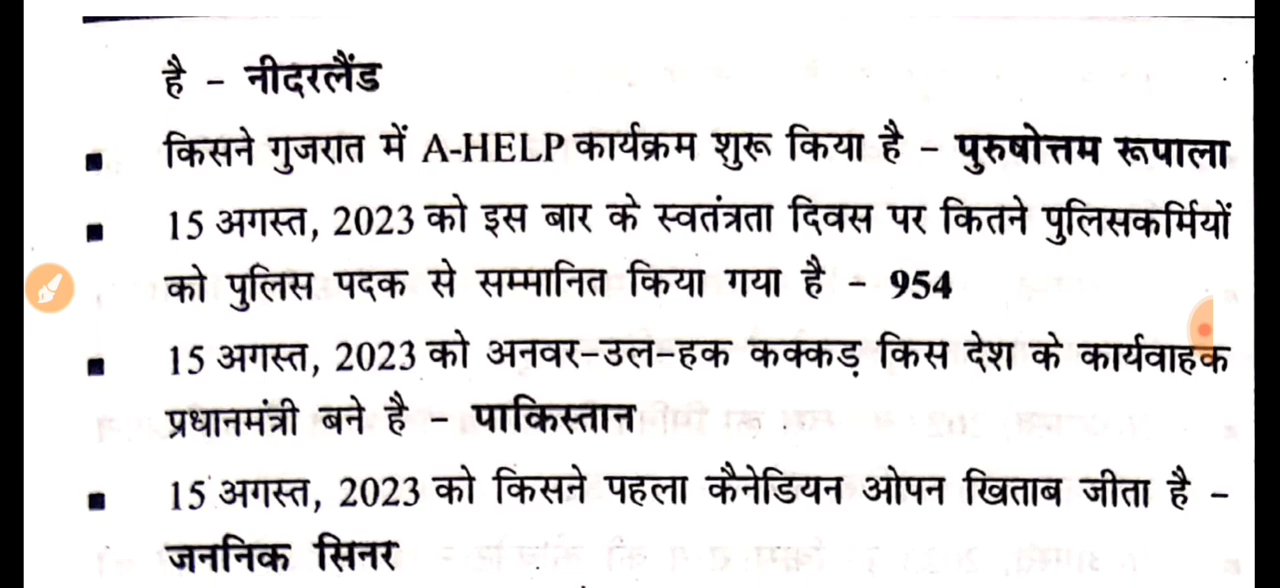 है – नीदरलैंड
■ किसने गुजरात में A-HELP कार्यक्रम शुरू किया है – पुरुषोत्तम रूपाला
■ 15 अगस्त, 2023 को इस बार के स्वतंत्रता दिवस पर कितने पुलिसकर्मियों
को पुलिस पदक से सम्मानित किया गया है – 954
■ 15 अगस्त, 2023 को अनवर-उल-हक कक्कड़ किस देश के कार्यवाहक
प्रधानमंत्री बने है – पाकिस्तान
■ 15 अगस्त, 2023 को किसने पहला कैनेडियन ओपन खिताब जीता है –
जननिक सिनर